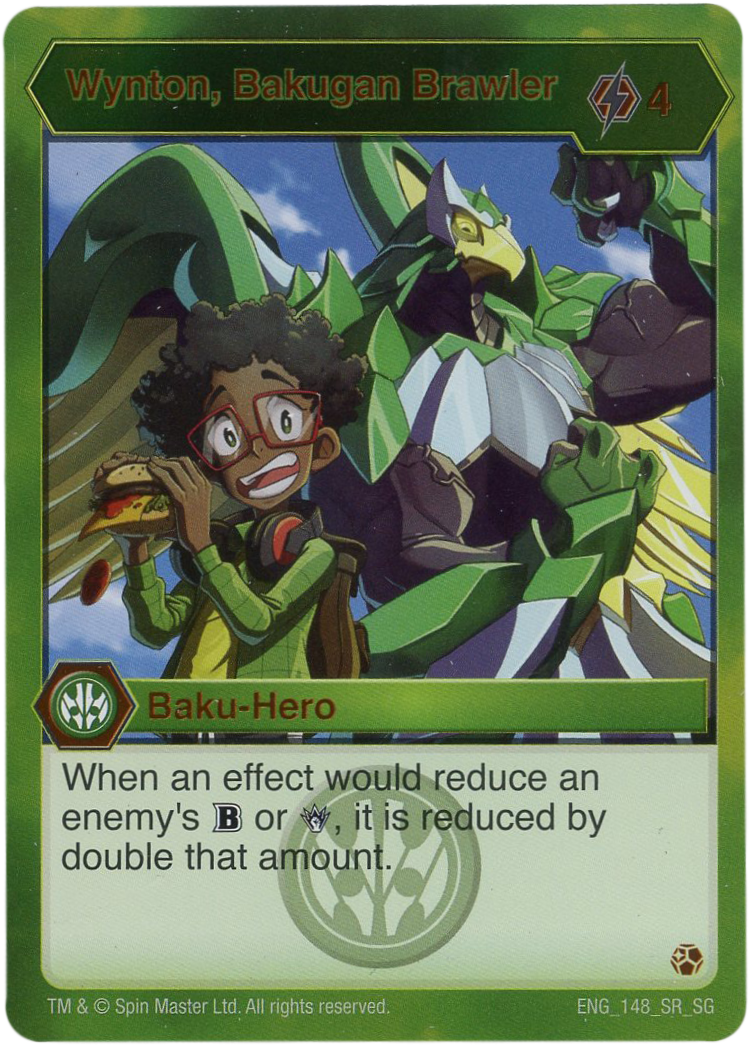 Wynton, Bakugan Brawler 4
Baku-Hero
When an effect would reduce an
enemy's B or , it is reduced by
double that amount.
TM & © Spin Master Ltd. All rights reserved. ENG_148_SR_SG